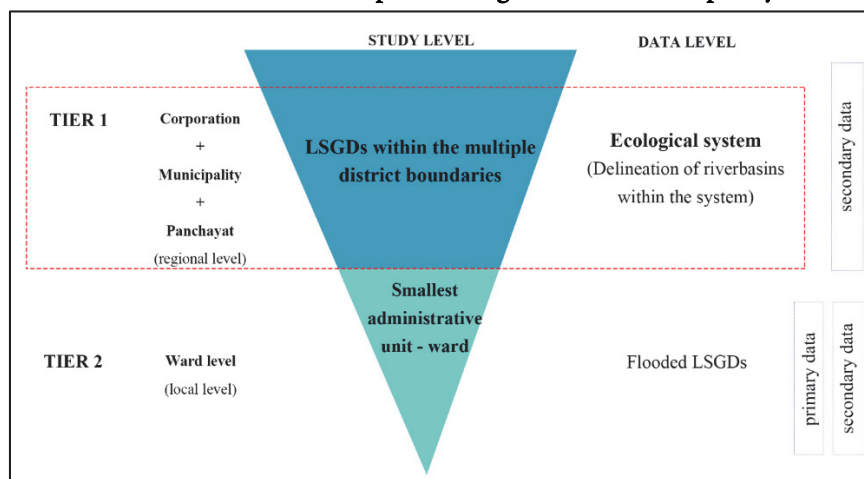 STUDY LEVEL
DATA LEVEL
TIER 1
Corporation
+
Municipality
+
Panchayat
(regional level)
LSGDs within the multiple
district boundaries
Ecological system
(Delineation of riverbasins
within the system)
secondary data
TIER 2
Ward level
(local level)
Smallest
administrative
unit - ward
Flooded LSGDs
primary data
secondary data